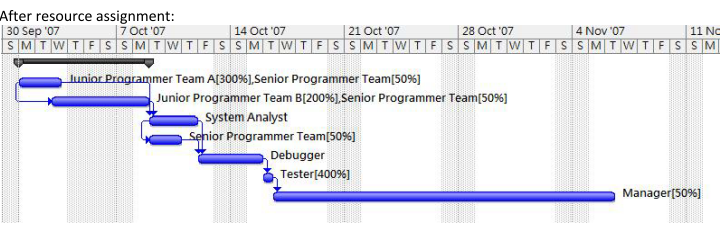 After resource assignment:
30 Sep '07 7 Oct '07 14 Oct '07 21 Oct '07 28 Oct '07 4 Nov '07 11 No
S M T W T F S S M T W T F S S M T W T F S S M T W T F S S M T W T F S S M T W T F S S M
Junior Programmer Team A[300%],Senior Programmer Team[50%]
Junior Programmer Team B[200%],Senior Programmer Team[50%]
System Analyst
Senior Programmer Team[50%]
Debugger
Tester[400%]
Manager[50%]